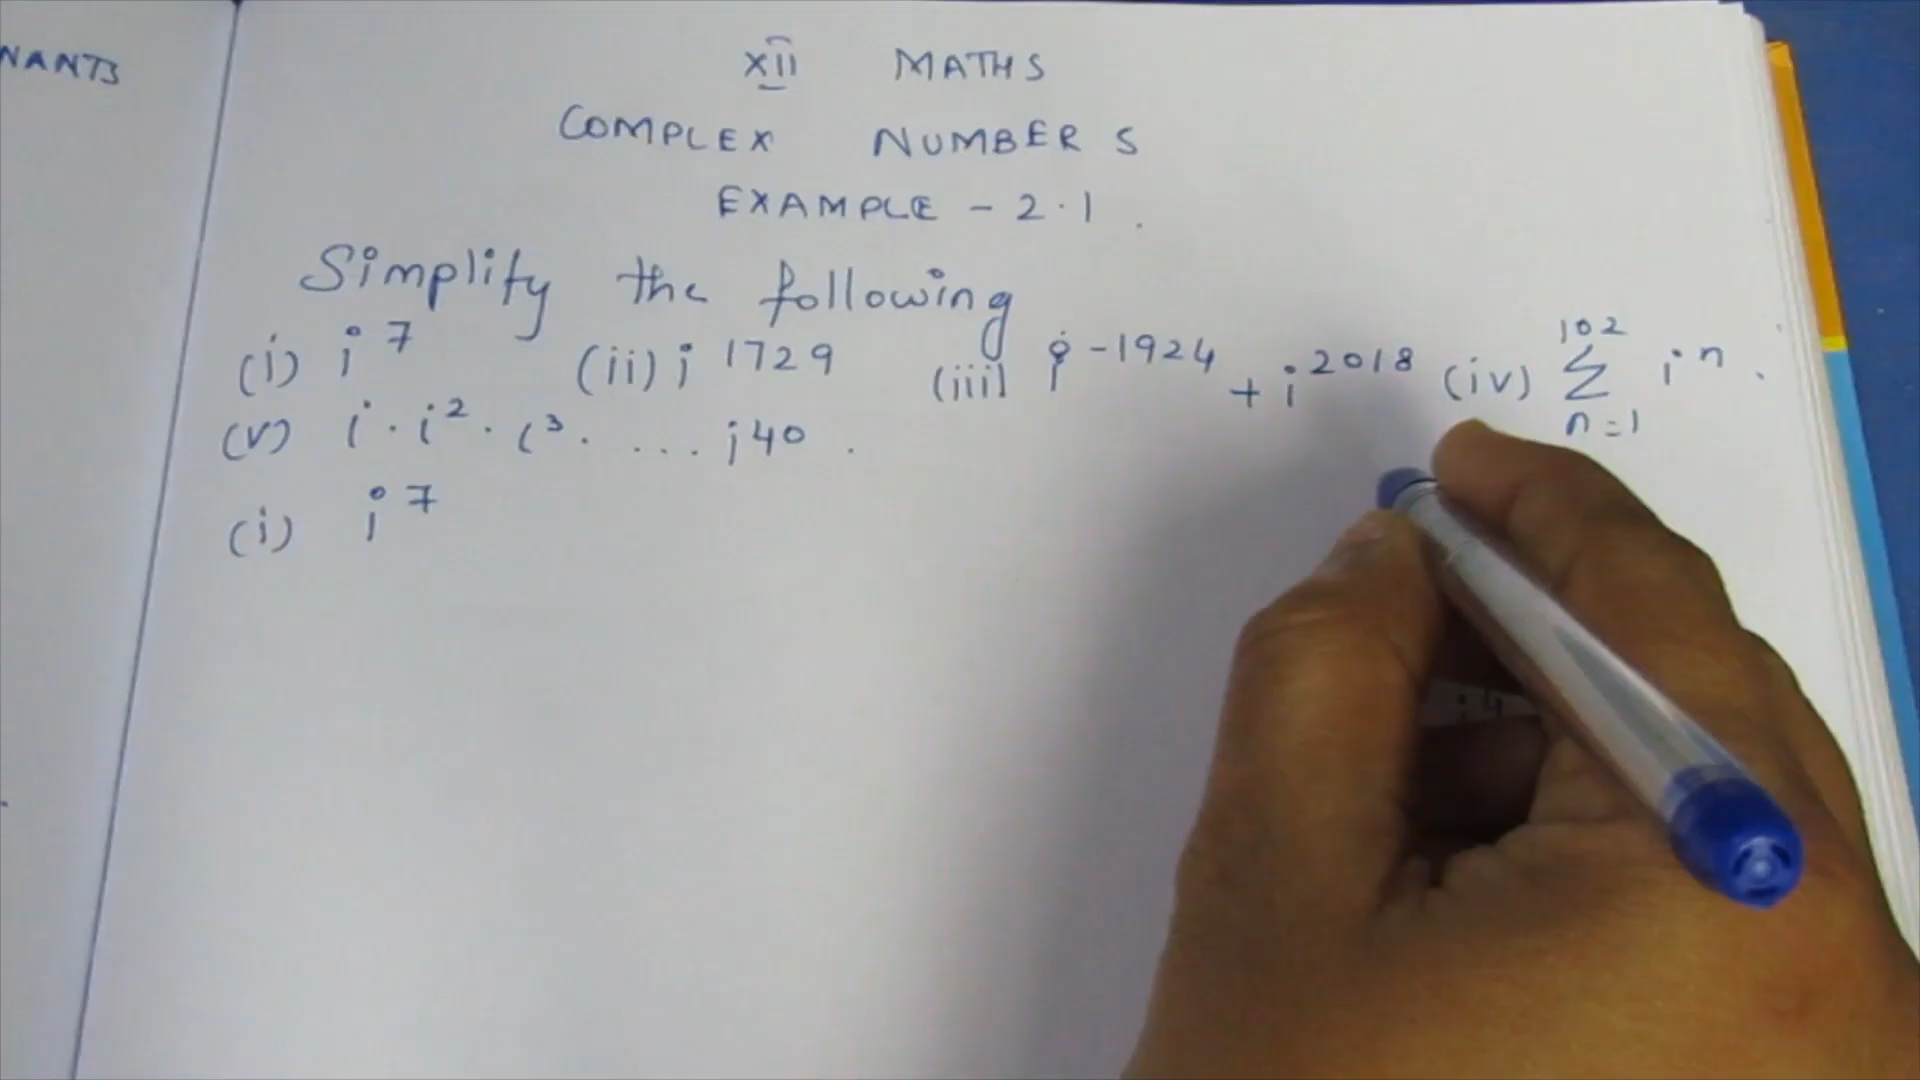 NANTS
XII MATHS
COMPLEX NUMBERS
EXAMPLE - 2.1.
Simplify the following
(i) i^7 (ii) i^1729 (iii) i^-1924 + i^2018 (iv) Σ_{n=1}^{102} i^n.
(v) i . i^2 . i^3 . ... i^40.
(i) i^7